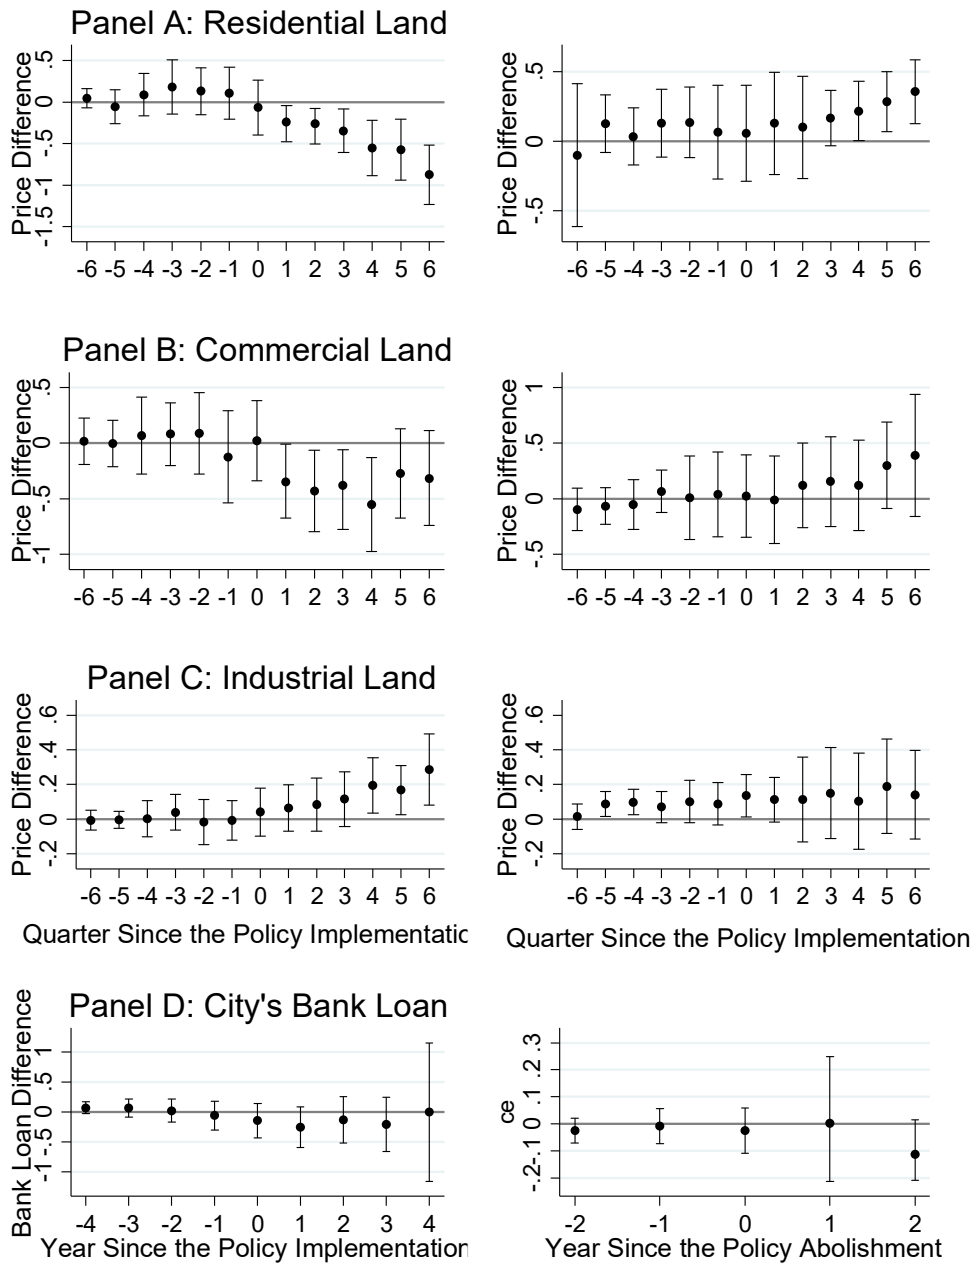 Panel A: Residential Land
Price Difference
.5
0
-.5
-1
-1.5
-6 -5 -4 -3 -2 -1 0 1 2 3 4 5 6
Price Difference
.5
0
-.5
-6 -5 -4 -3 -2 -1 0 1 2 3 4 5 6
Panel B: Commercial Land
Price Difference
.5
0
-.5
-1
-6 -5 -4 -3 -2 -1 0 1 2 3 4 5 6
Price Difference
1
.5
0
-.5
-6 -5 -4 -3 -2 -1 0 1 2 3 4 5 6
Panel C: Industrial Land
Price Difference
.6
.4
.2
0
-.2
-6 -5 -4 -3 -2 -1 0 1 2 3 4 5 6
Quarter Since the Policy Implementatic
Price Difference
.6
.4
.2
0
-.2
-6 -5 -4 -3 -2 -1 0 1 2 3 4 5 6
Quarter Since the Policy Implementation
Panel D: City's Bank Loan
Bank Loan Difference
1
.5
0
-.5
-1
-4 -3 -2 -1 0 1 2 3 4
Year Since the Policy Implementation
ce
.3
.2
.1
0
-.1
-.2
-2 -1 0 1 2
Year Since the Policy Abolishment